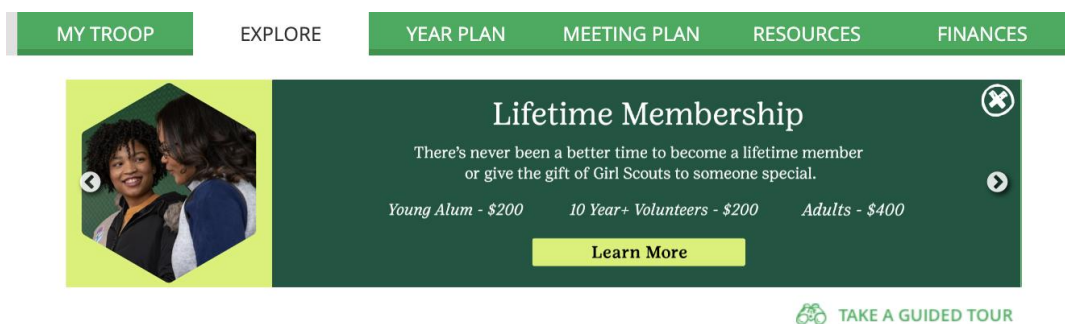 MY TROOP EXPLORE YEAR PLAN MEETING PLAN RESOURCES FINANCES
Lifetime Membership
There's never been a better time to become a lifetime member
or give the gift of Girl Scouts to someone special.
Young Alum - $200 10 Year+ Volunteers - $200 Adults - $400
Learn More
TAKE A GUIDED TOUR